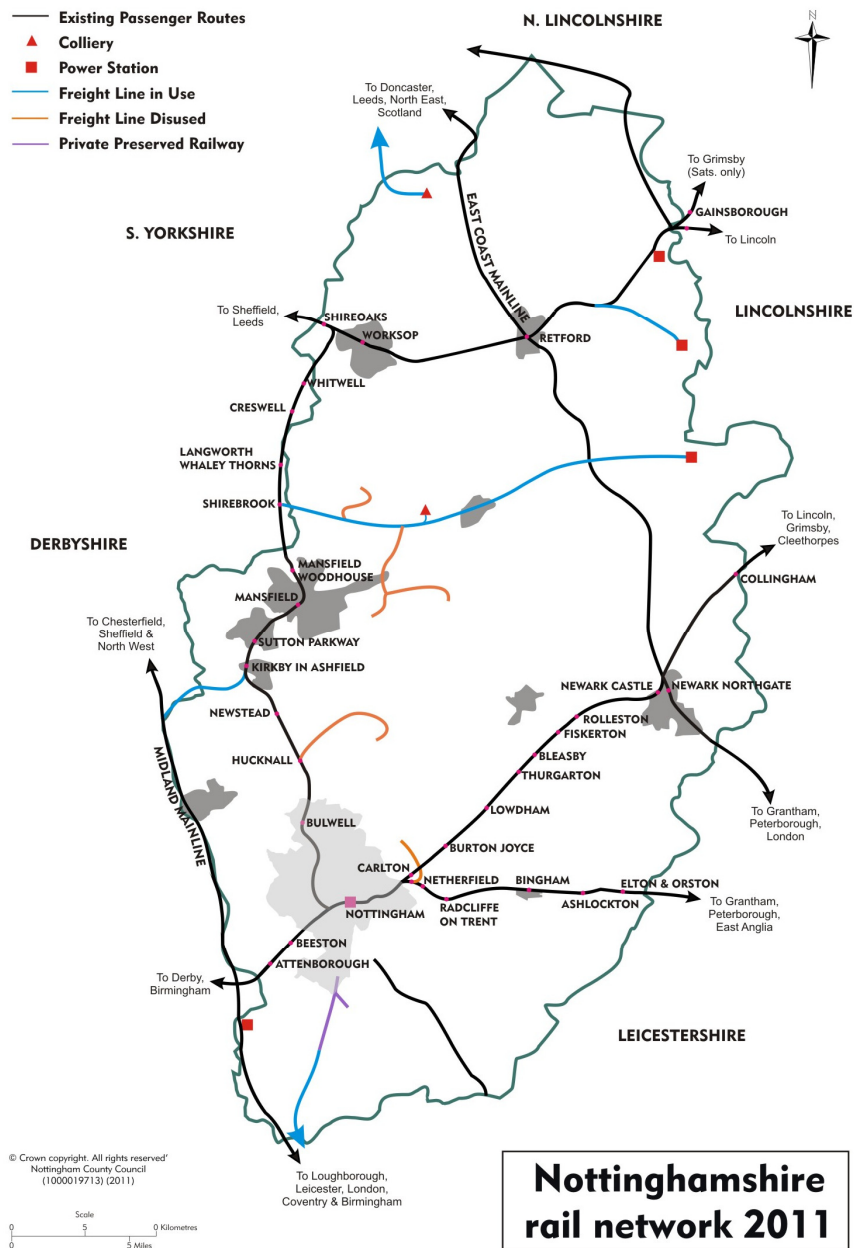 Existing Passenger Routes
Colliery
Power Station
Freight Line in Use
Freight Line Disused
Private Preserved Railway
N. LINCOLNSHIRE
N
To Doncaster,
Leeds, North East,
Scotland
To Grimsby
(Sats. only)
GAINSBOROUGH
To Lincoln
S. YORKSHIRE
EAST COAST MAINLINE
LINCOLNSHIRE
To Sheffield,
Leeds
SHIREOAKS
WORKSOP
RETFORD
WHITWELL
CRESWELL
LANGWORTH
WHALEY THORNS
SHIREBROOK
DERBYSHIRE
To Lincoln,
Grimsby,
Cleethorpes
COLLINGHAM
MANSFIELD
WOODHOUSE
MANSFIELD
To Chesterfield,
Sheffield &
North West
SUTTON PARKWAY
KIRKBY IN ASHFIELD
NEWARK CASTLE
NEWARK NORTHGATE
NEWSTEAD
ROLLESTON
FISKERTON
HUCKNALL
BLEASBY
THURGARTON
MIDLAND MAINLINE
LOWDHAM
To Grantham,
Peterborough,
London
BULWELL
BURTON JOYCE
CARLTON
NETHERFIELD
BINGHAM
ELTON & ORSTON
NOTTINGHAM
RADCLIFFE
ON TRENT
ASHLOCKTON
To Grantham,
Peterborough,
East Anglia
BEESTON
ATTENBOROUGH
To Derby,
Birmingham
LEICESTERSHIRE
© Crown copyright. All rights reserved'
Nottingham County Council
(1000019713) (2011)
To Loughborough,
Leicester, London,
Coventry & Birmingham
Scale
0 5 0 Kilometres
0 5 Miles
Nottinghamshire
rail network 2011